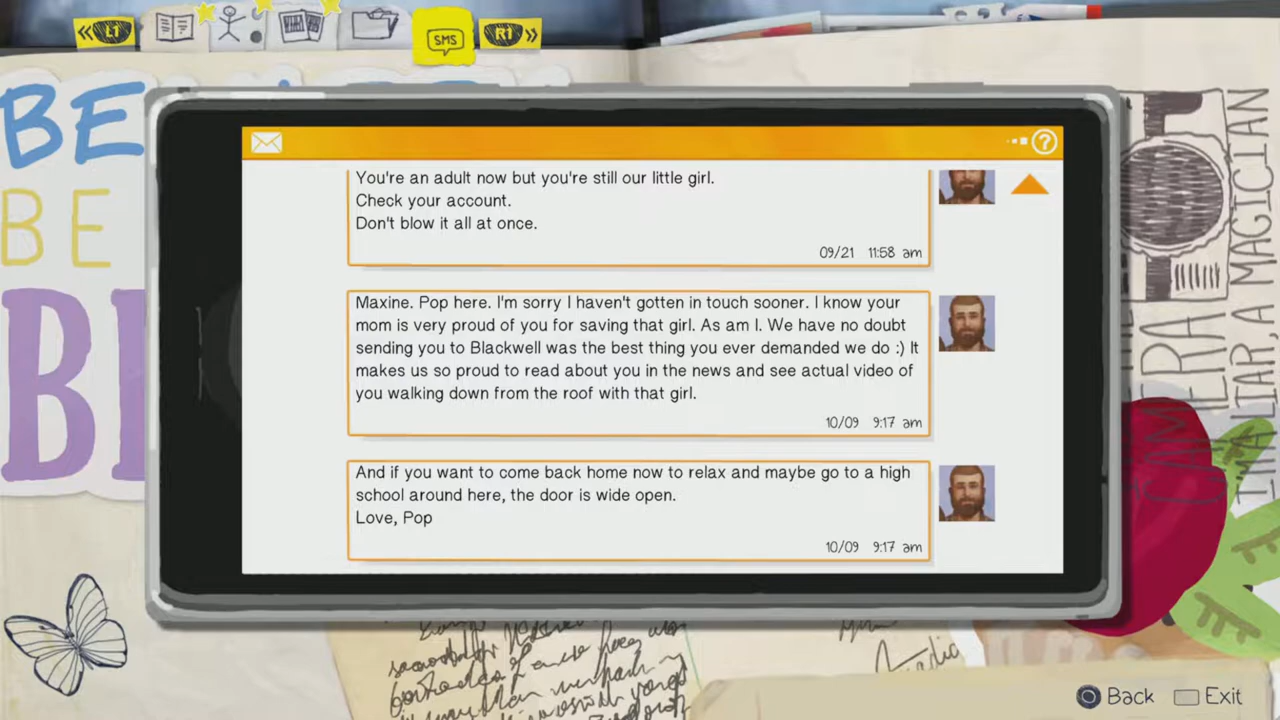 L1
SMS
R1
BE
BE
You're an adult now but you're still our little girl.
Check your account.
Don't blow it all at once.
09/21 11:58 am
Maxine. Pop here. I'm sorry I haven't gotten in touch sooner. I know your
mom is very proud of you for saving that girl. As am I. We have no doubt
sending you to Blackwell was the best thing you ever demanded we do :) It
makes us so proud to read about you in the news and see actual video of
you walking down from the roof with that girl.
10/09 9:17 am
And if you want to come back home now to relax and maybe go to a high
school around here, the door is wide open.
Love, Pop
10/09 9:17 am
?
CAMERA
LIAR, A MAGICIAN
Back
Exit